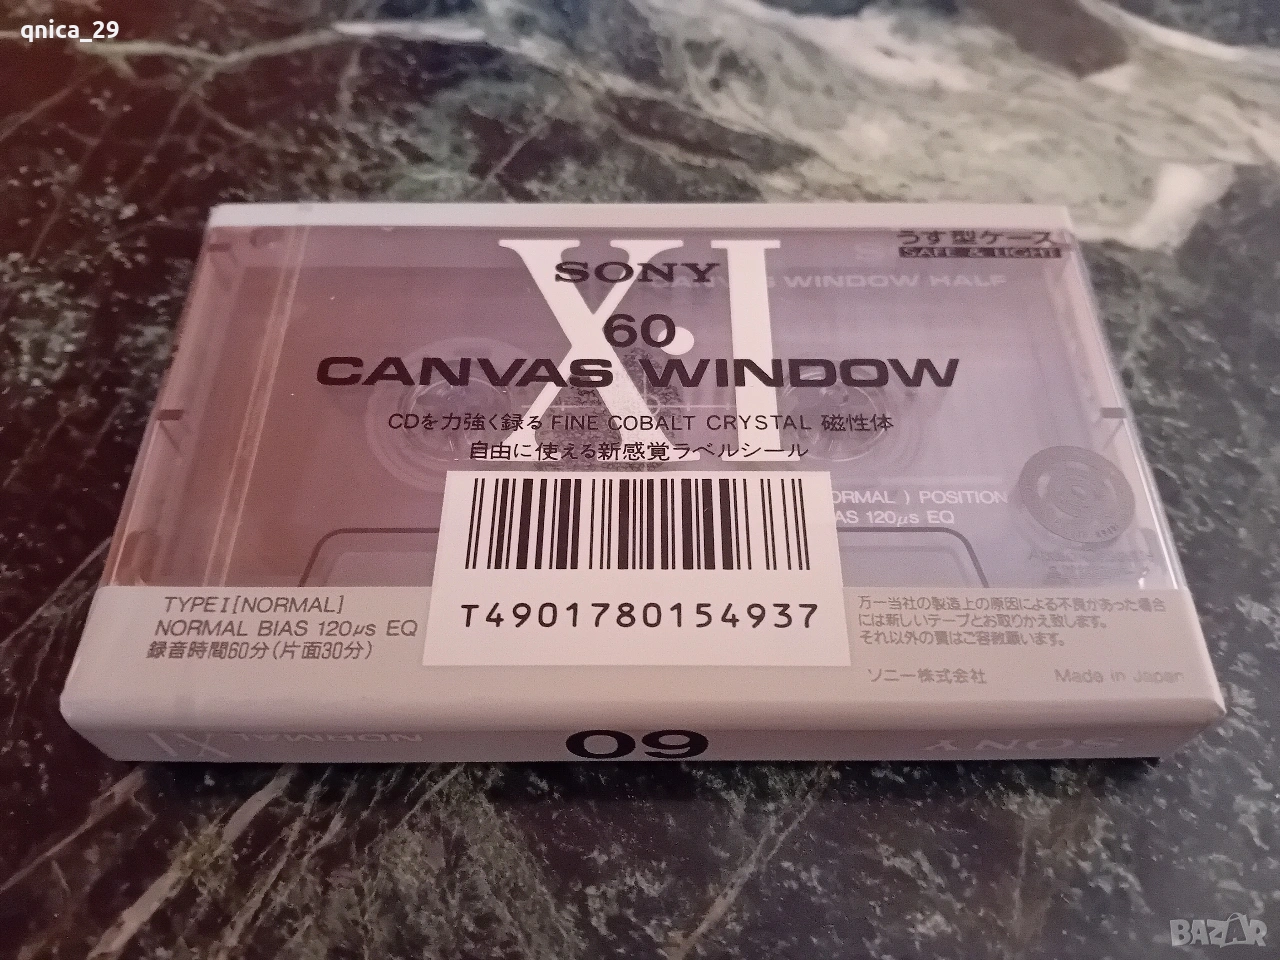 qnica_29
うす型ケース
SAFE & LIGHT
X・I
SONY
CANVAS WINDOW HALF
60
CANVAS WINDOW
CDを力強く録る FINE COBALT CRYSTAL 磁性体
自由に使える新感覚ラベルシール
POSITION
120μs EQ
T4901780154937
TYPE I [NORMAL]
NORMAL BIAS 120μs EQ
録音時間60分(片面30分)
万一当社の製造上の原因による不良があった場合
には新しいテープとお取りかえ致します。
それ以外の責はご容赦願います。
ソニー株式会社
Made in Japan
X・I NORMAL
60
SONY
BAZAR